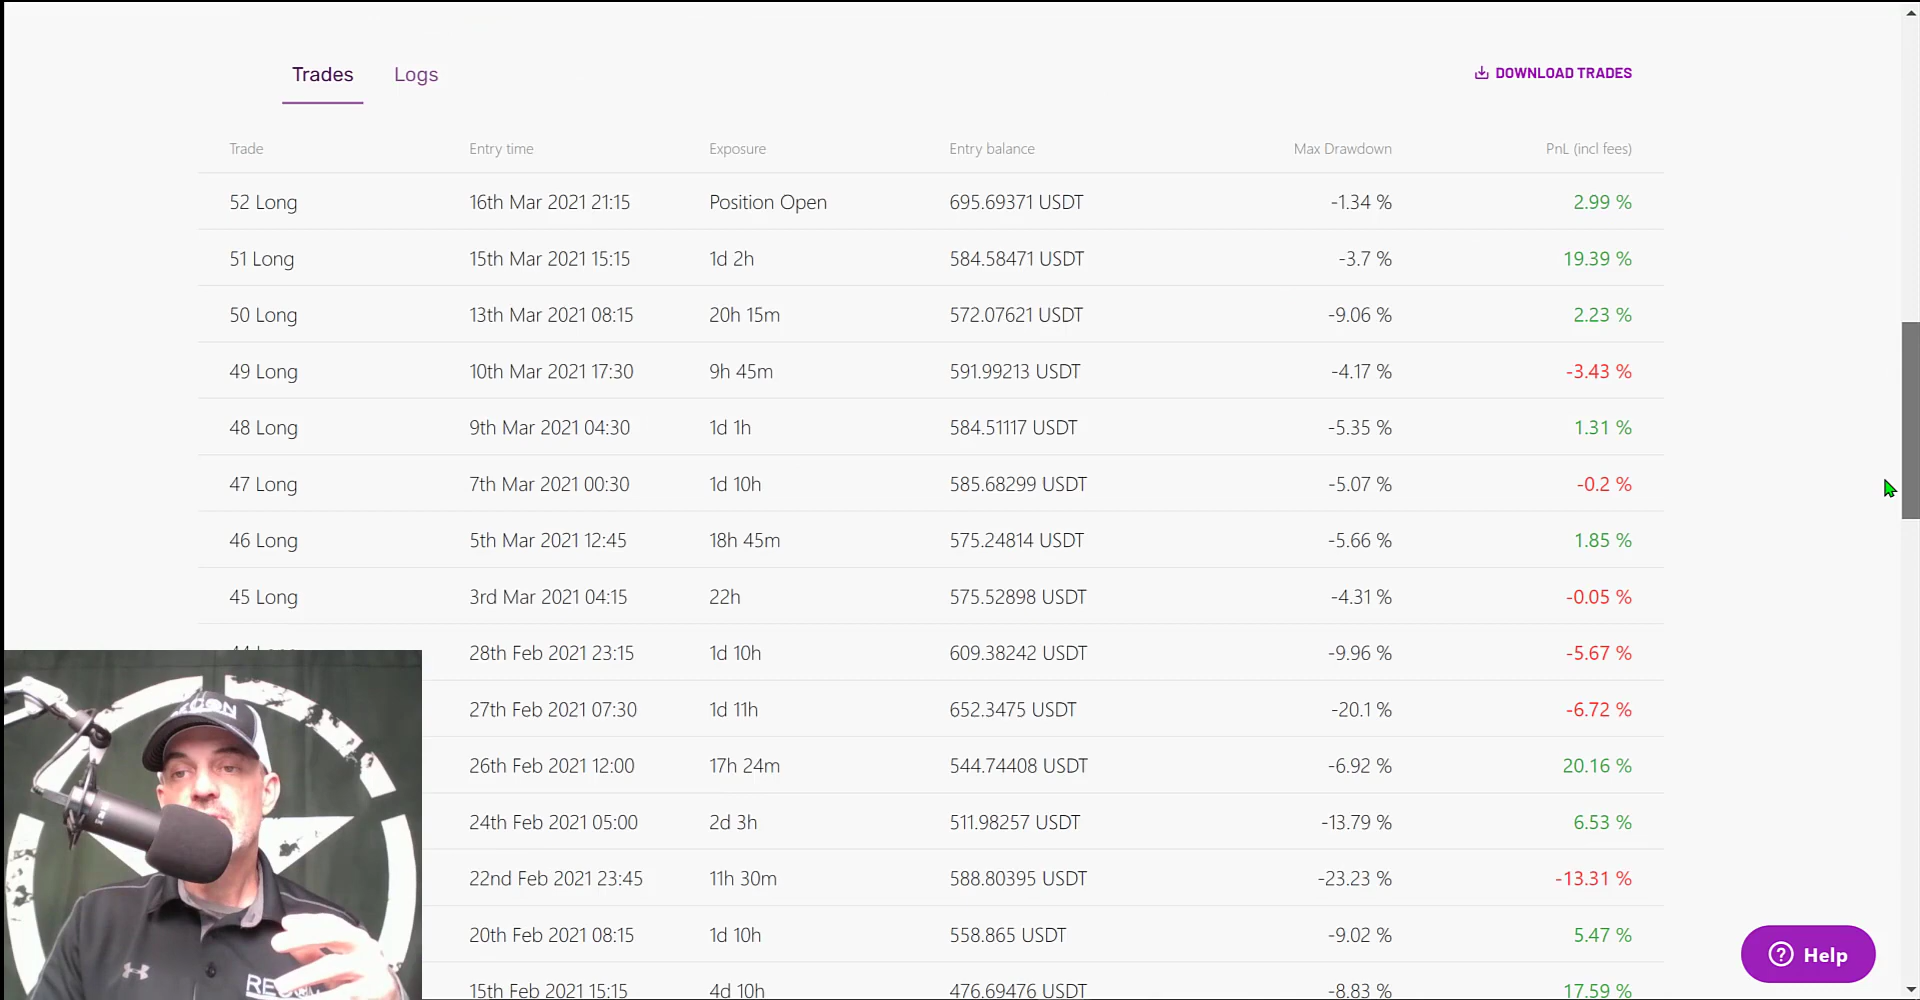 Trades Logs DOWNLOAD TRADES
Trade Entry time Exposure Entry balance Max Drawdown PnL (incl fees)
52 Long 16th Mar 2021 21:15 Position Open 695.69371 USDT -1.34 % 2.99 %
51 Long 15th Mar 2021 15:15 1d 2h 584.58471 USDT -3.7 % 19.39 %
50 Long 13th Mar 2021 08:15 20h 15m 572.07621 USDT -9.06 % 2.23 %
49 Long 10th Mar 2021 17:30 9h 45m 591.99213 USDT -4.17 % -3.43 %
48 Long 9th Mar 2021 04:30 1d 1h 584.51117 USDT -5.35 % 1.31 %
47 Long 7th Mar 2021 00:30 1d 10h 585.68299 USDT -5.07 % -0.2 %
46 Long 5th Mar 2021 12:45 18h 45m 575.24814 USDT -5.66 % 1.85 %
45 Long 3rd Mar 2021 04:15 22h 575.52898 USDT -4.31 % -0.05 %
28th Feb 2021 23:15 1d 10h 609.38242 USDT -9.96 % -5.67 %
27th Feb 2021 07:30 1d 11h 652.3475 USDT -20.1 % -6.72 %
26th Feb 2021 12:00 17h 24m 544.74408 USDT -6.92 % 20.16 %
24th Feb 2021 05:00 2d 3h 511.98257 USDT -13.79 % 6.53 %
22nd Feb 2021 23:45 11h 30m 588.80395 USDT -23.23 % -13.31 %
20th Feb 2021 08:15 1d 10h 558.865 USDT -9.02 % 5.47 %
Help
15th Feb 2021 15:15 4d 10h 476.69476 USDT -8.83 % 17.59 %